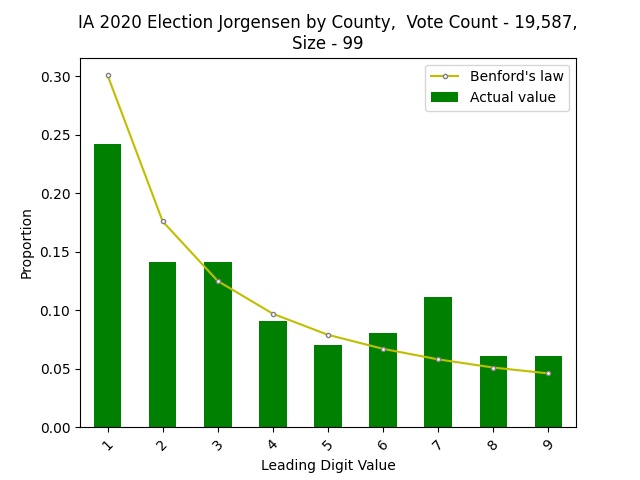 IA 2020 Election Jorgensen by County,  Vote Count - 19,587,
Size - 99
Benford's law
Actual value
0.30
0.25
0.20
0.15
0.10
0.05
0.00
Proportion
1 2 3 4 5 6 7 8 9
Leading Digit Value